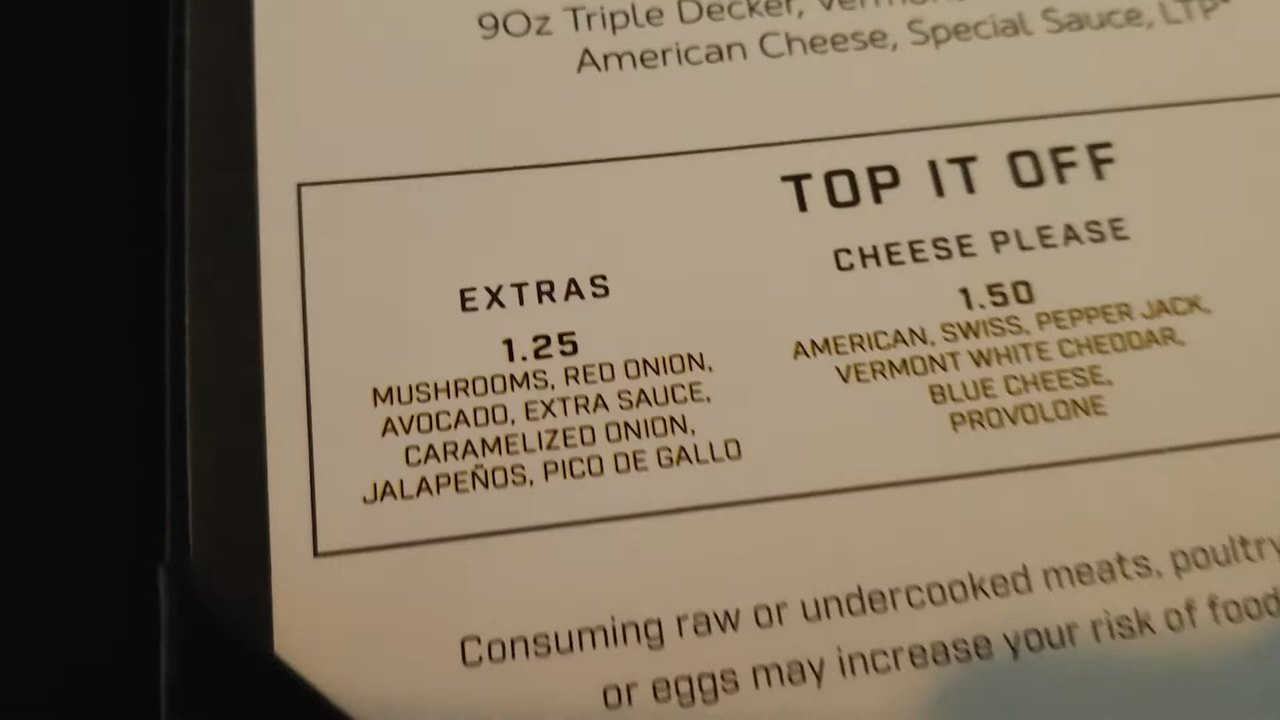 9Oz Triple Decker, Vermont
American Cheese, Special Sauce, LTP
TOP IT OFF
EXTRAS
1.25
MUSHROOMS, RED ONION,
AVOCADO, EXTRA SAUCE,
CARAMELIZED ONION,
JALAPEÑOS, PICO DE GALLO
CHEESE PLEASE
1.50
AMERICAN, SWISS, PEPPER JACK,
VERMONT WHITE CHEDDAR,
BLUE CHEESE,
PROVOLONE
Consuming raw or undercooked meats, poultry
or eggs may increase your risk of food